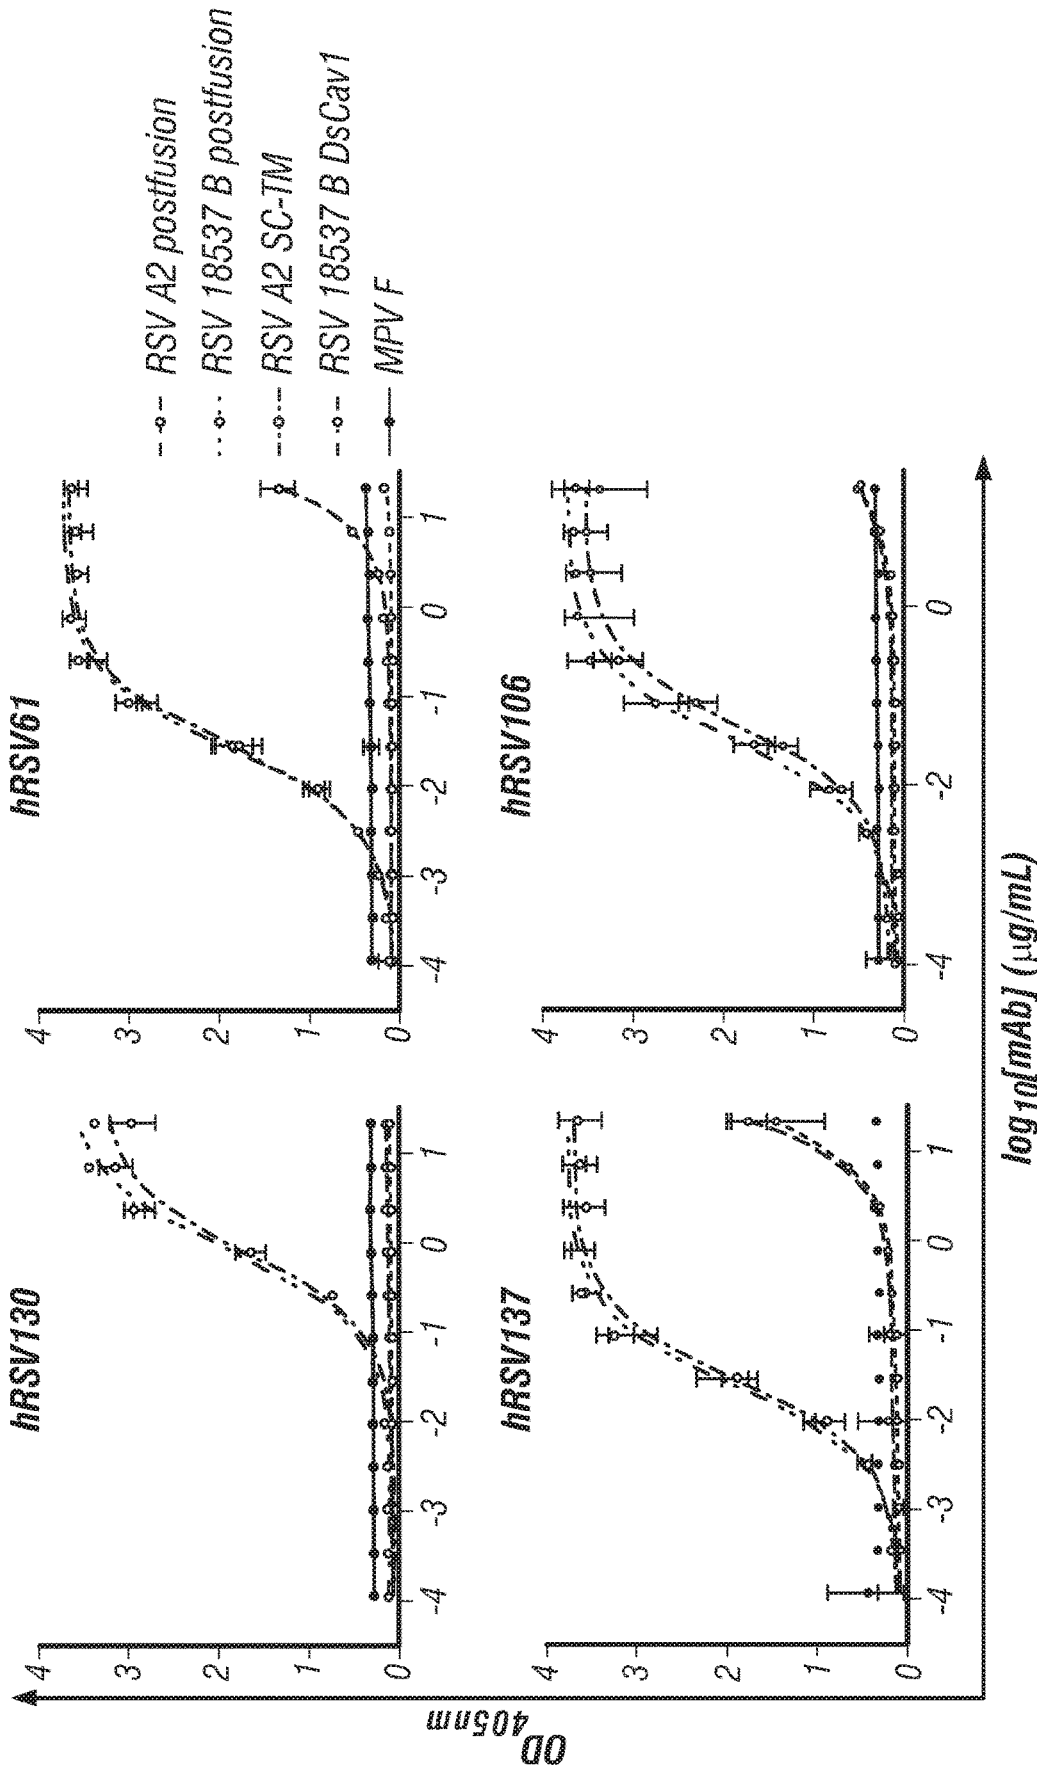 hRSV130
4
3
2
1
0
-4 -3 -2 -1 0 1
hRSV61
4
3
2
1
0
-4 -3 -2 -1 0 1
RSV A2 postfusion
RSV 18537 B postfusion
RSV A2 SC-TM
RSV 18537 B DsCav1
MPV F
hRSV137
4
3
2
1
0
-4 -3 -2 -1 0 1
hRSV106
4
3
2
1
0
-4 -2 0
OD405nm
log10[mAb] (µg/mL)